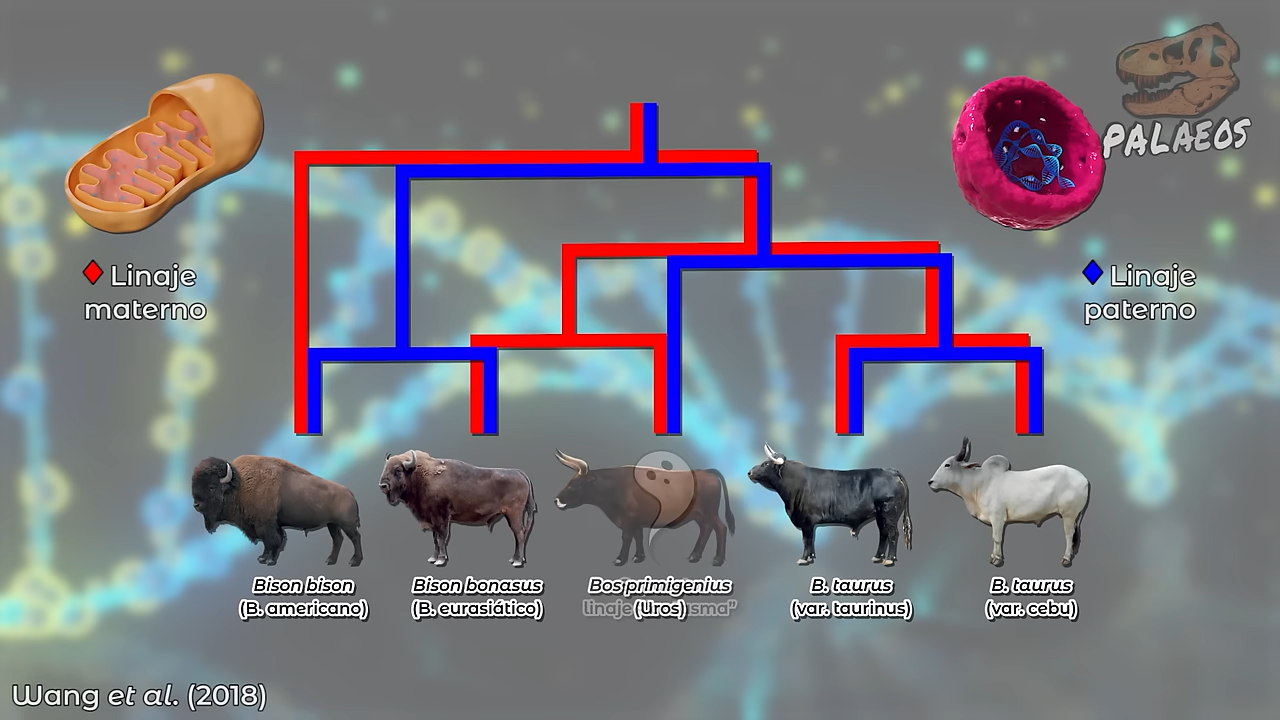 PALAEOS
Linaje
materno
Linaje
paterno
Bison bison
(B. americano)
Bison bonasus
(B. eurasiático)
Bos primigenius
(Uros)
B. taurus
(var. taurinus)
B. taurus
(var. cebu)
Wang et al. (2018)